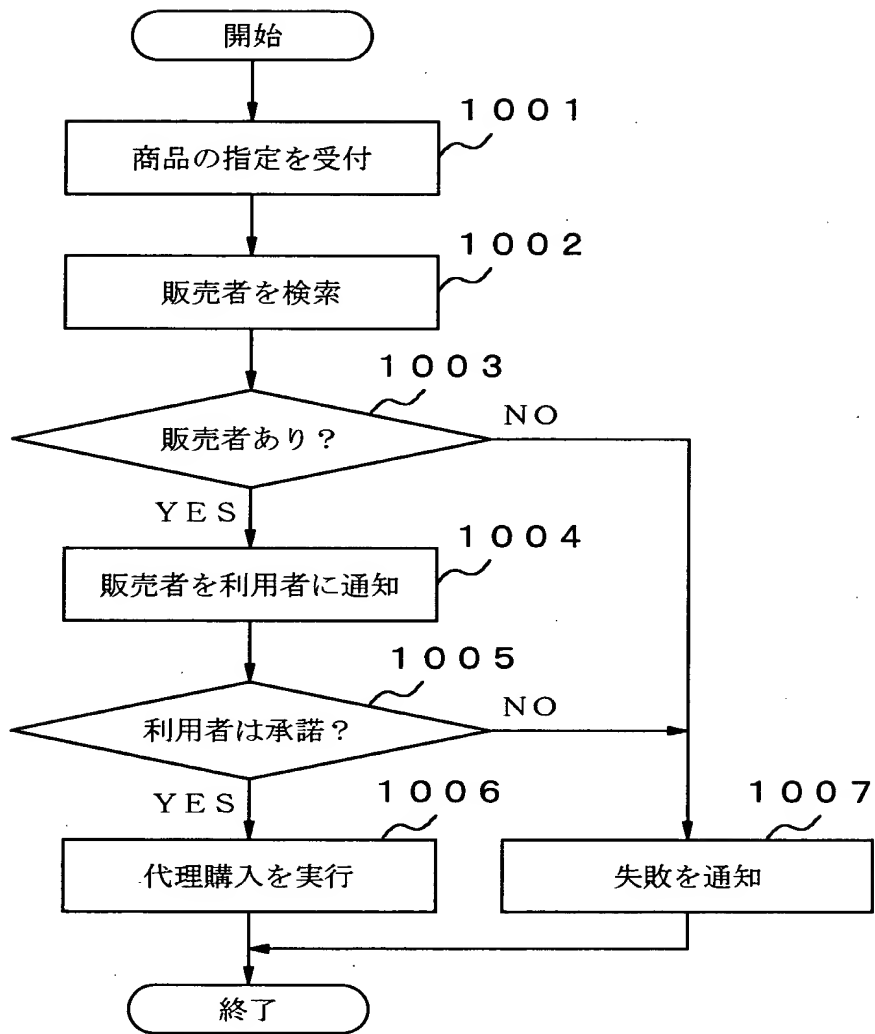 開始
１００１
商品の指定を受付
１００２
販売者を検索
１００３
販売者あり？
NO
YES
１００４
販売者を利用者に通知
１００５
利用者は承諾？
NO
YES
１００６
代理購入を実行
１００７
失敗を通知
終了